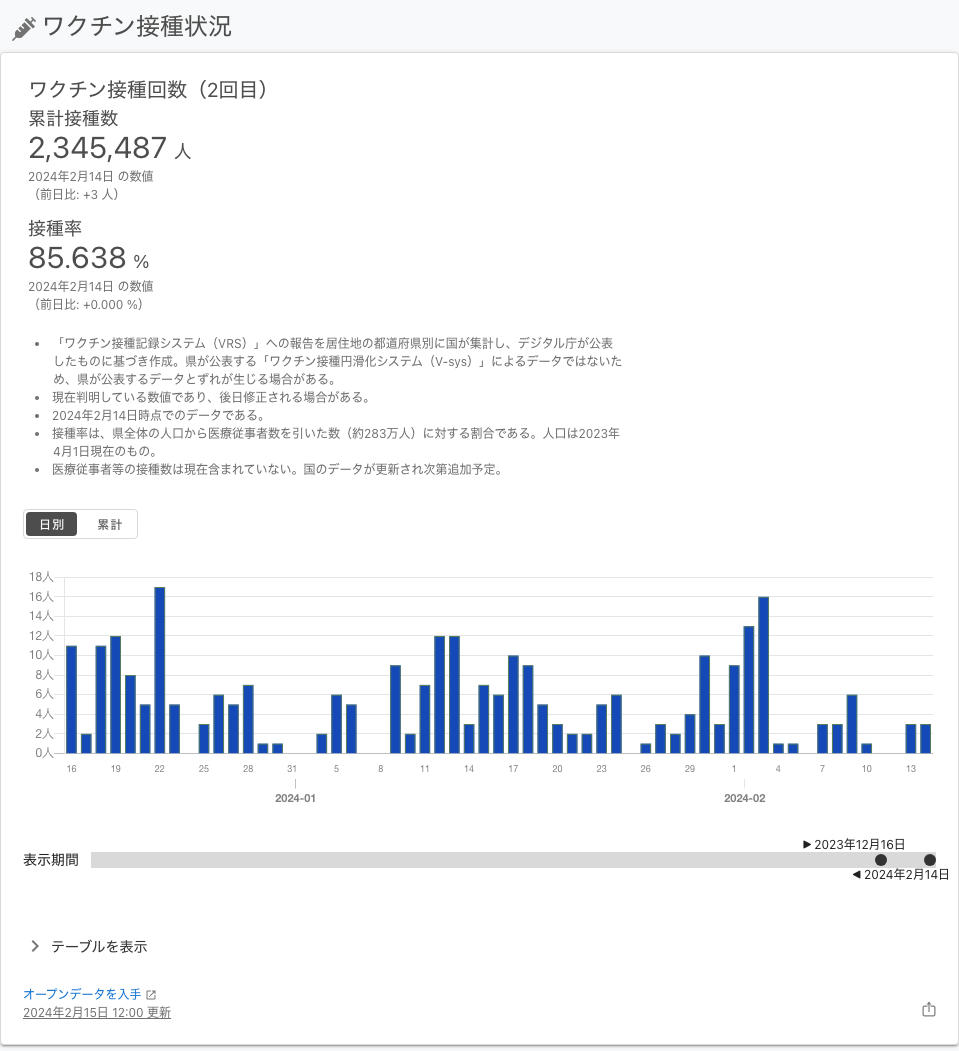 ワクチン接種状況
ワクチン接種回数（2回目）
累計接種数
2,345,487 人
2024年2月14日 の数値
（前日比: +3 人）
接種率
85.638 %
2024年2月14日 の数値
（前日比: +0.000 %）
• 「ワクチン接種記録システム（VRS）」への報告を居住地の都道府県別に国が集計し、デジタル庁が公表
したものに基づき作成。県が公表する「ワクチン接種円滑化システム（V-sys）」によるデータではないた
め、県が公表するデータとずれが生じる場合がある。
• 現在判明している数値であり、後日修正される場合がある。
• 2024年2月14日時点でのデータである。
• 接種率は、県全体の人口から医療従事者数を引いた数（約283万人）に対する割合である。人口は2023年
4月1日現在のもの。
• 医療従事者等の接種数は現在含まれていない。国のデータが更新され次第追加予定。
日別 累計
18人
16人
14人
12人
10人
8人
6人
4人
2人
0人
16 19 22 25 28 31 5 8 11 14 17 20 23 26 29 1 4 7 10 13
2024-01 2024-02
▶ 2023年12月16日
表示期間
◀ 2024年2月14日
テーブルを表示
オープンデータを入手
2024年2月15日 12:00 更新